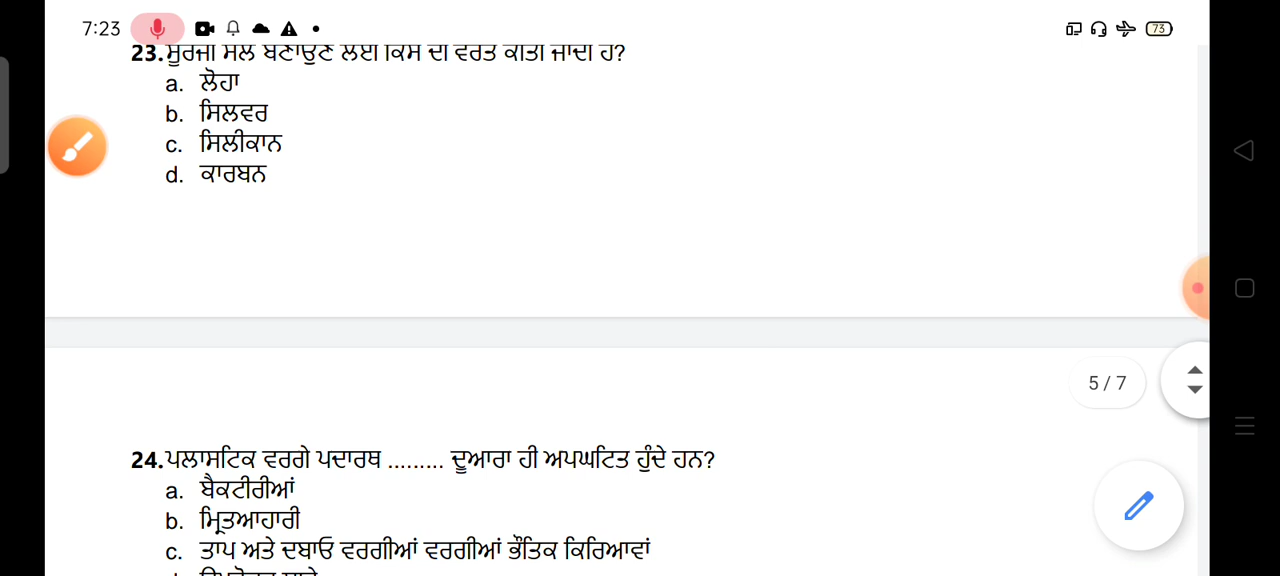 7:23
73
23. ਸੂਰਜੀ ਸੈੱਲ ਬਣਾਉਣ ਲਈ ਕਿਸ ਦੀ ਵਰਤੋਂ ਕੀਤੀ ਜਾਂਦੀ ਹੈ?
a. ਲੋਹਾ
b. ਸਿਲਵਰ
c. ਸਿਲੀਕਾਨ
d. ਕਾਰਬਨ
5 / 7
24. ਪਲਾਸਟਿਕ ਵਰਗੇ ਪਦਾਰਥ ......... ਦੂਆਰਾ ਹੀ ਅਪਘਟਿਤ ਹੁੰਦੇ ਹਨ?
a. ਬੈਕਟੀਰੀਆਂ
b. ਮ੍ਰਿਤਆਹਾਰੀ
c. ਤਾਪ ਅਤੇ ਦਬਾਓ ਵਰਗੀਆਂ ਵਰਗੀਆਂ ਭੌਤਿਕ ਕਿਰਿਆਵਾਂ